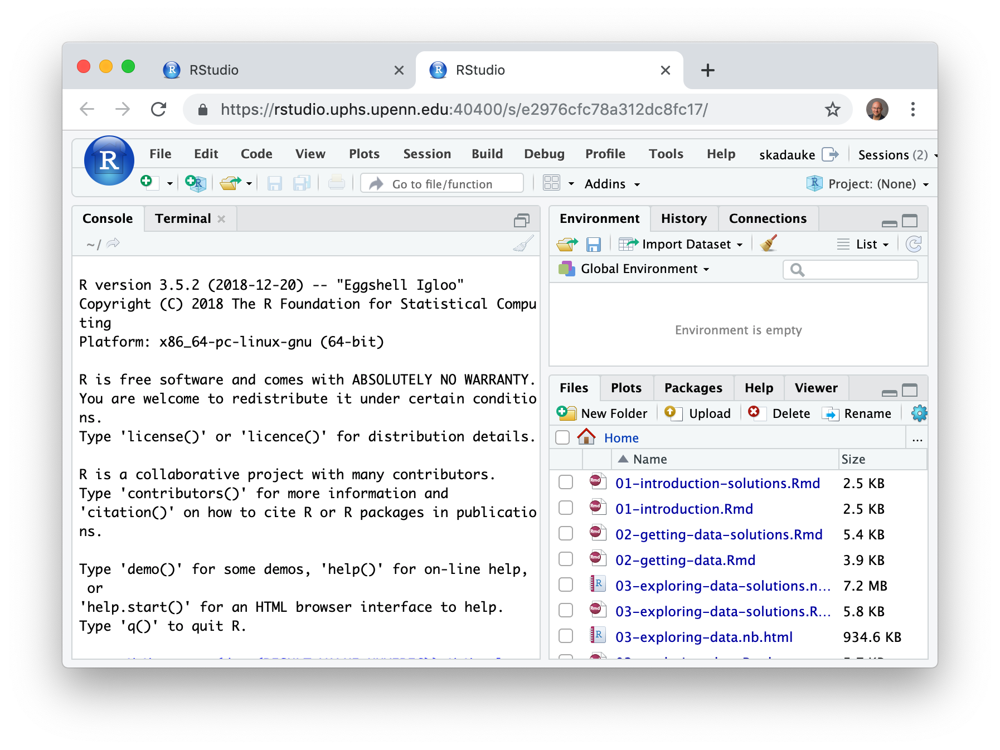 RStudio
RStudio
https://rstudio.uphs.upenn.edu:40400/s/e2976cfc78a312dc8fc17/
R File Edit Code View Plots Session Build Debug Profile Tools Help skadauke Sessions (2)
Go to file/function Addins Project: (None)
Console Terminal
~/
R version 3.5.2 (2018-12-20) -- "Eggshell Igloo"
Copyright (C) 2018 The R Foundation for Statistical Compu
ting
Platform: x86_64-pc-linux-gnu (64-bit)
R is free software and comes with ABSOLUTELY NO WARRANTY.
You are welcome to redistribute it under certain conditio
ns.
Type 'license()' or 'licence()' for distribution details.
R is a collaborative project with many contributors.
Type 'contributors()' for more information and
'citation()' on how to cite R or R packages in publicatio
ns.
Type 'demo()' for some demos, 'help()' for on-line help,
or
'help.start()' for an HTML browser interface to help.
Type 'q()' to quit R.
Environment History Connections
Import Dataset List
Global Environment
Environment is empty
Files Plots Packages Help Viewer
New Folder Upload Delete Rename
Home ...
Name Size
01-introduction-solutions.Rmd 2.5 KB
01-introduction.Rmd 2.5 KB
02-getting-data-solutions.Rmd 5.4 KB
02-getting-data.Rmd 3.9 KB
03-exploring-data-solutions.n... 7.2 MB
03-exploring-data-solutions.R... 5.8 KB
03-exploring-data.nb.html 934.6 KB